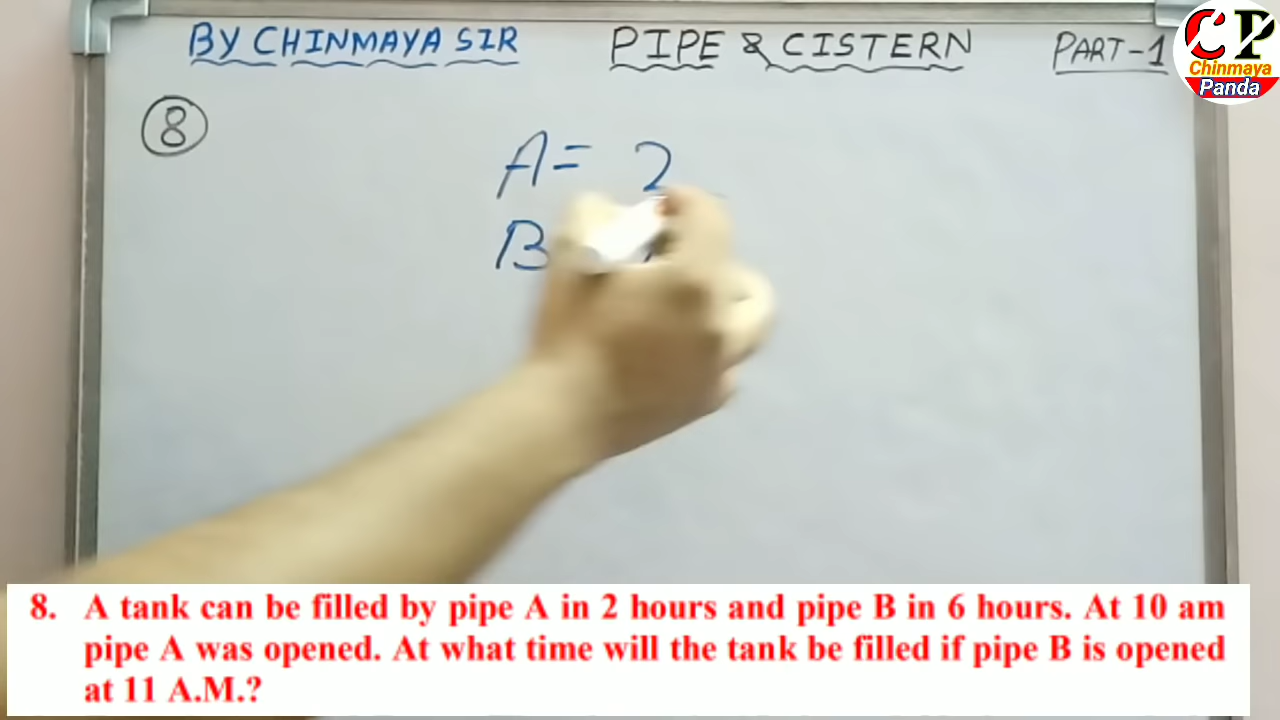 BY CHINMAYA SIR PIPE & CISTERN PART-1
CP
Chinmaya
Panda
8
A = 2
B
8. A tank can be filled by pipe A in 2 hours and pipe B in 6 hours. At 10 am
pipe A was opened. At what time will the tank be filled if pipe B is opened
at 11 A.M.?